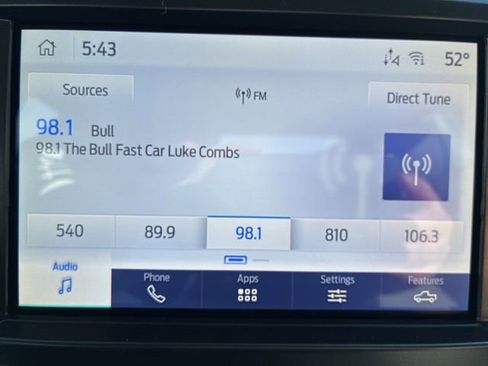 5:43 52°
Sources FM Direct Tune
98.1 Bull
98.1 The Bull Fast Car Luke Combs
540 89.9 98.1 810 106.3
Audio Phone Apps Settings Features